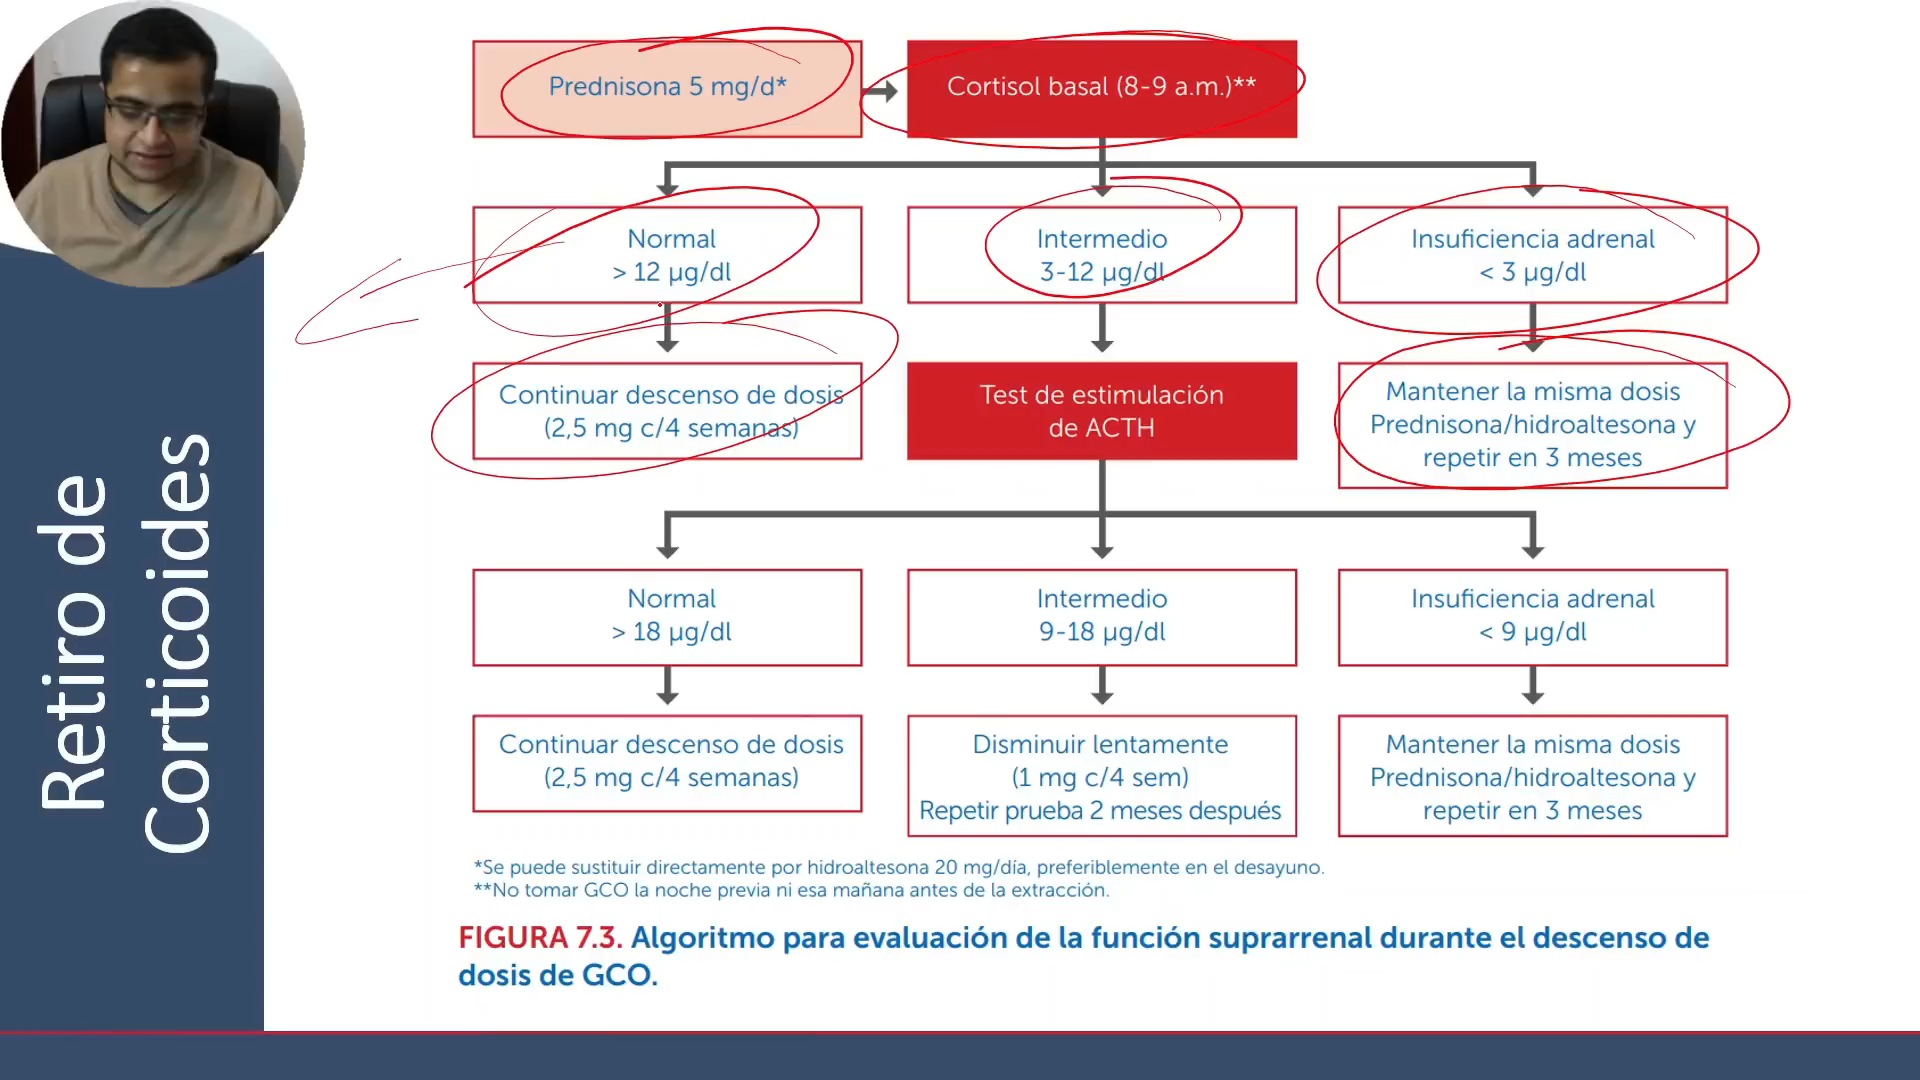 Retiro de
Corticoides
Prednisona 5 mg/d*
Cortisol basal (8-9 a.m.)**
Normal
> 12 µg/dl
Intermedio
3-12 µg/dl
Insuficiencia adrenal
< 3 µg/dl
Continuar descenso de dosis
(2,5 mg c/4 semanas)
Test de estimulación
de ACTH
Mantener la misma dosis
Prednisona/hidroaltesona y
repetir en 3 meses
Normal
> 18 µg/dl
Intermedio
9-18 µg/dl
Insuficiencia adrenal
< 9 µg/dl
Continuar descenso de dosis
(2,5 mg c/4 semanas)
Disminuir lentamente
(1 mg c/4 sem)
Repetir prueba 2 meses después
Mantener la misma dosis
Prednisona/hidroaltesona y
repetir en 3 meses
*Se puede sustituir directamente por hidroaltesona 20 mg/día, preferiblemente en el desayuno.
**No tomar GCO la noche previa ni esa mañana antes de la extracción.
FIGURA 7.3. Algoritmo para evaluación de la función suprarrenal durante el descenso de
dosis de GCO.